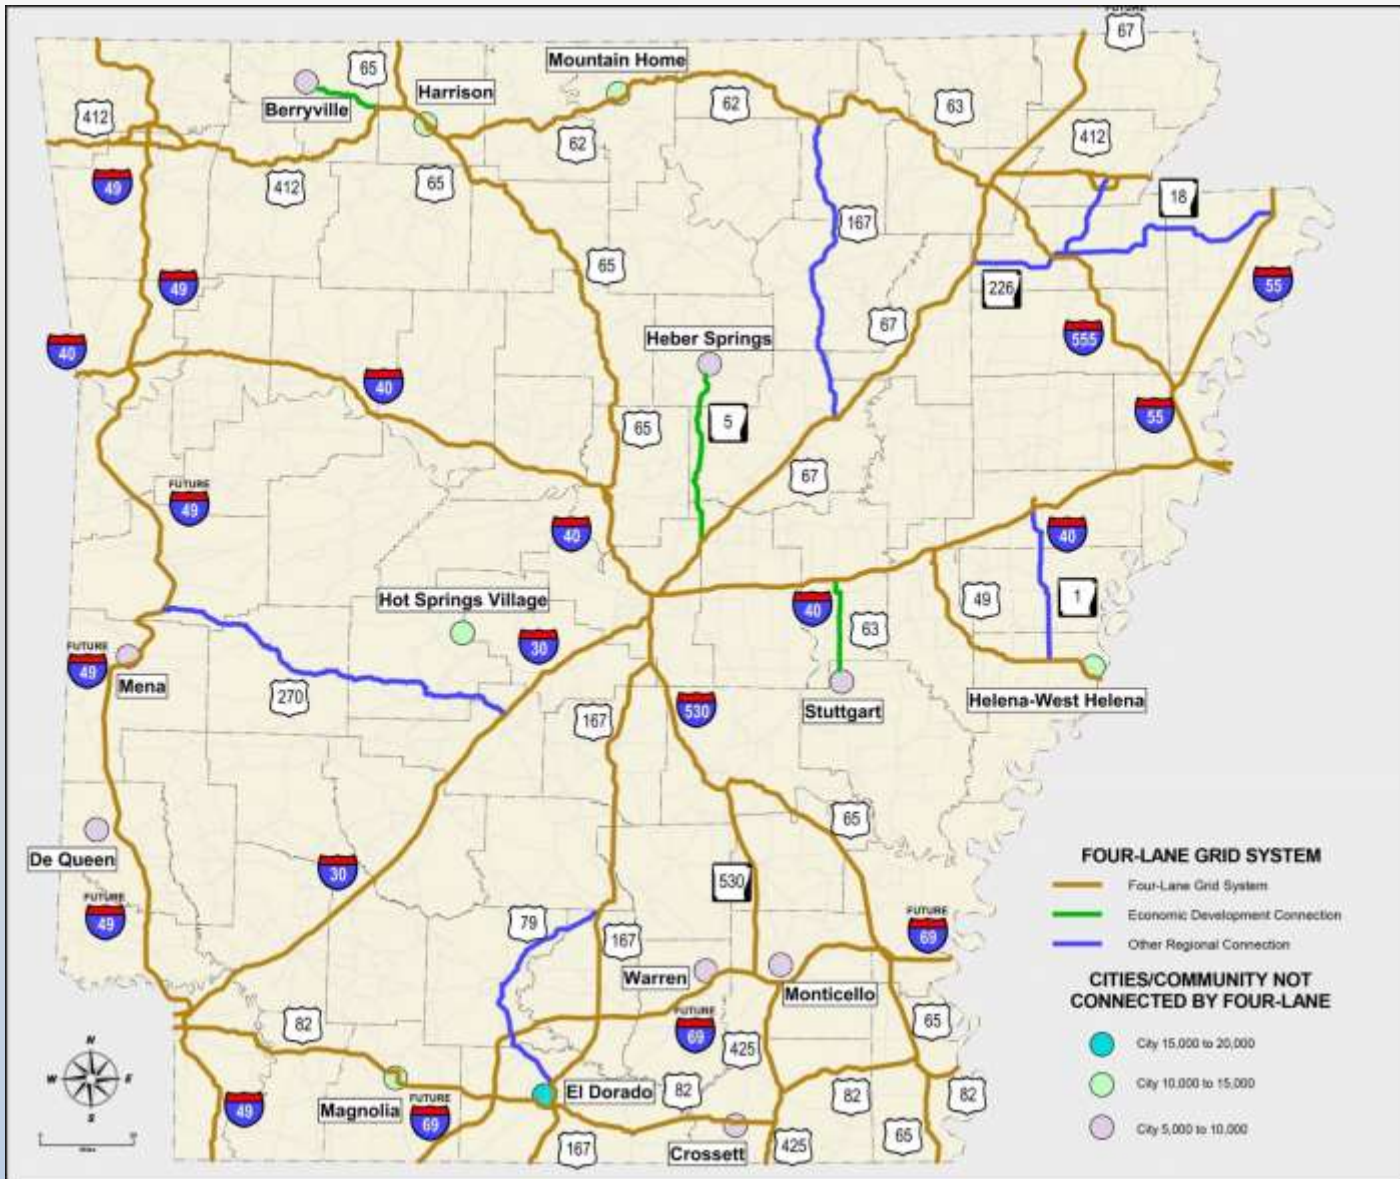 FUTURE
67
65
Mountain Home
Harrison
Berryville
62
63
412
412
62
65
412
49
18
167
65
49
226
55
67
Heber Springs
555
40
40
5
65
55
67
FUTURE
49
40
40
Hot Springs Village
40
49
1
63
30
FUTURE
49
Mena
270
Helena-West Helena
530
Stuttgart
167
65
FOUR-LANE GRID SYSTEM
De Queen
30
530
Four-Lane Grid System
FUTURE
49
Economic Development Connection
79
FUTURE
69
167
Other Regional Connection
Warren
CITIES/COMMUNITY NOT
CONNECTED BY FOUR-LANE
Monticello
82
FUTURE
69
65
N
425
City 15,000 to 20,000
W
E
S
El Dorado
82
82
82
City 10,000 to 15,000
49
Magnolia
FUTURE
69
City 5,000 to 10,000
167
Crossett
425
65